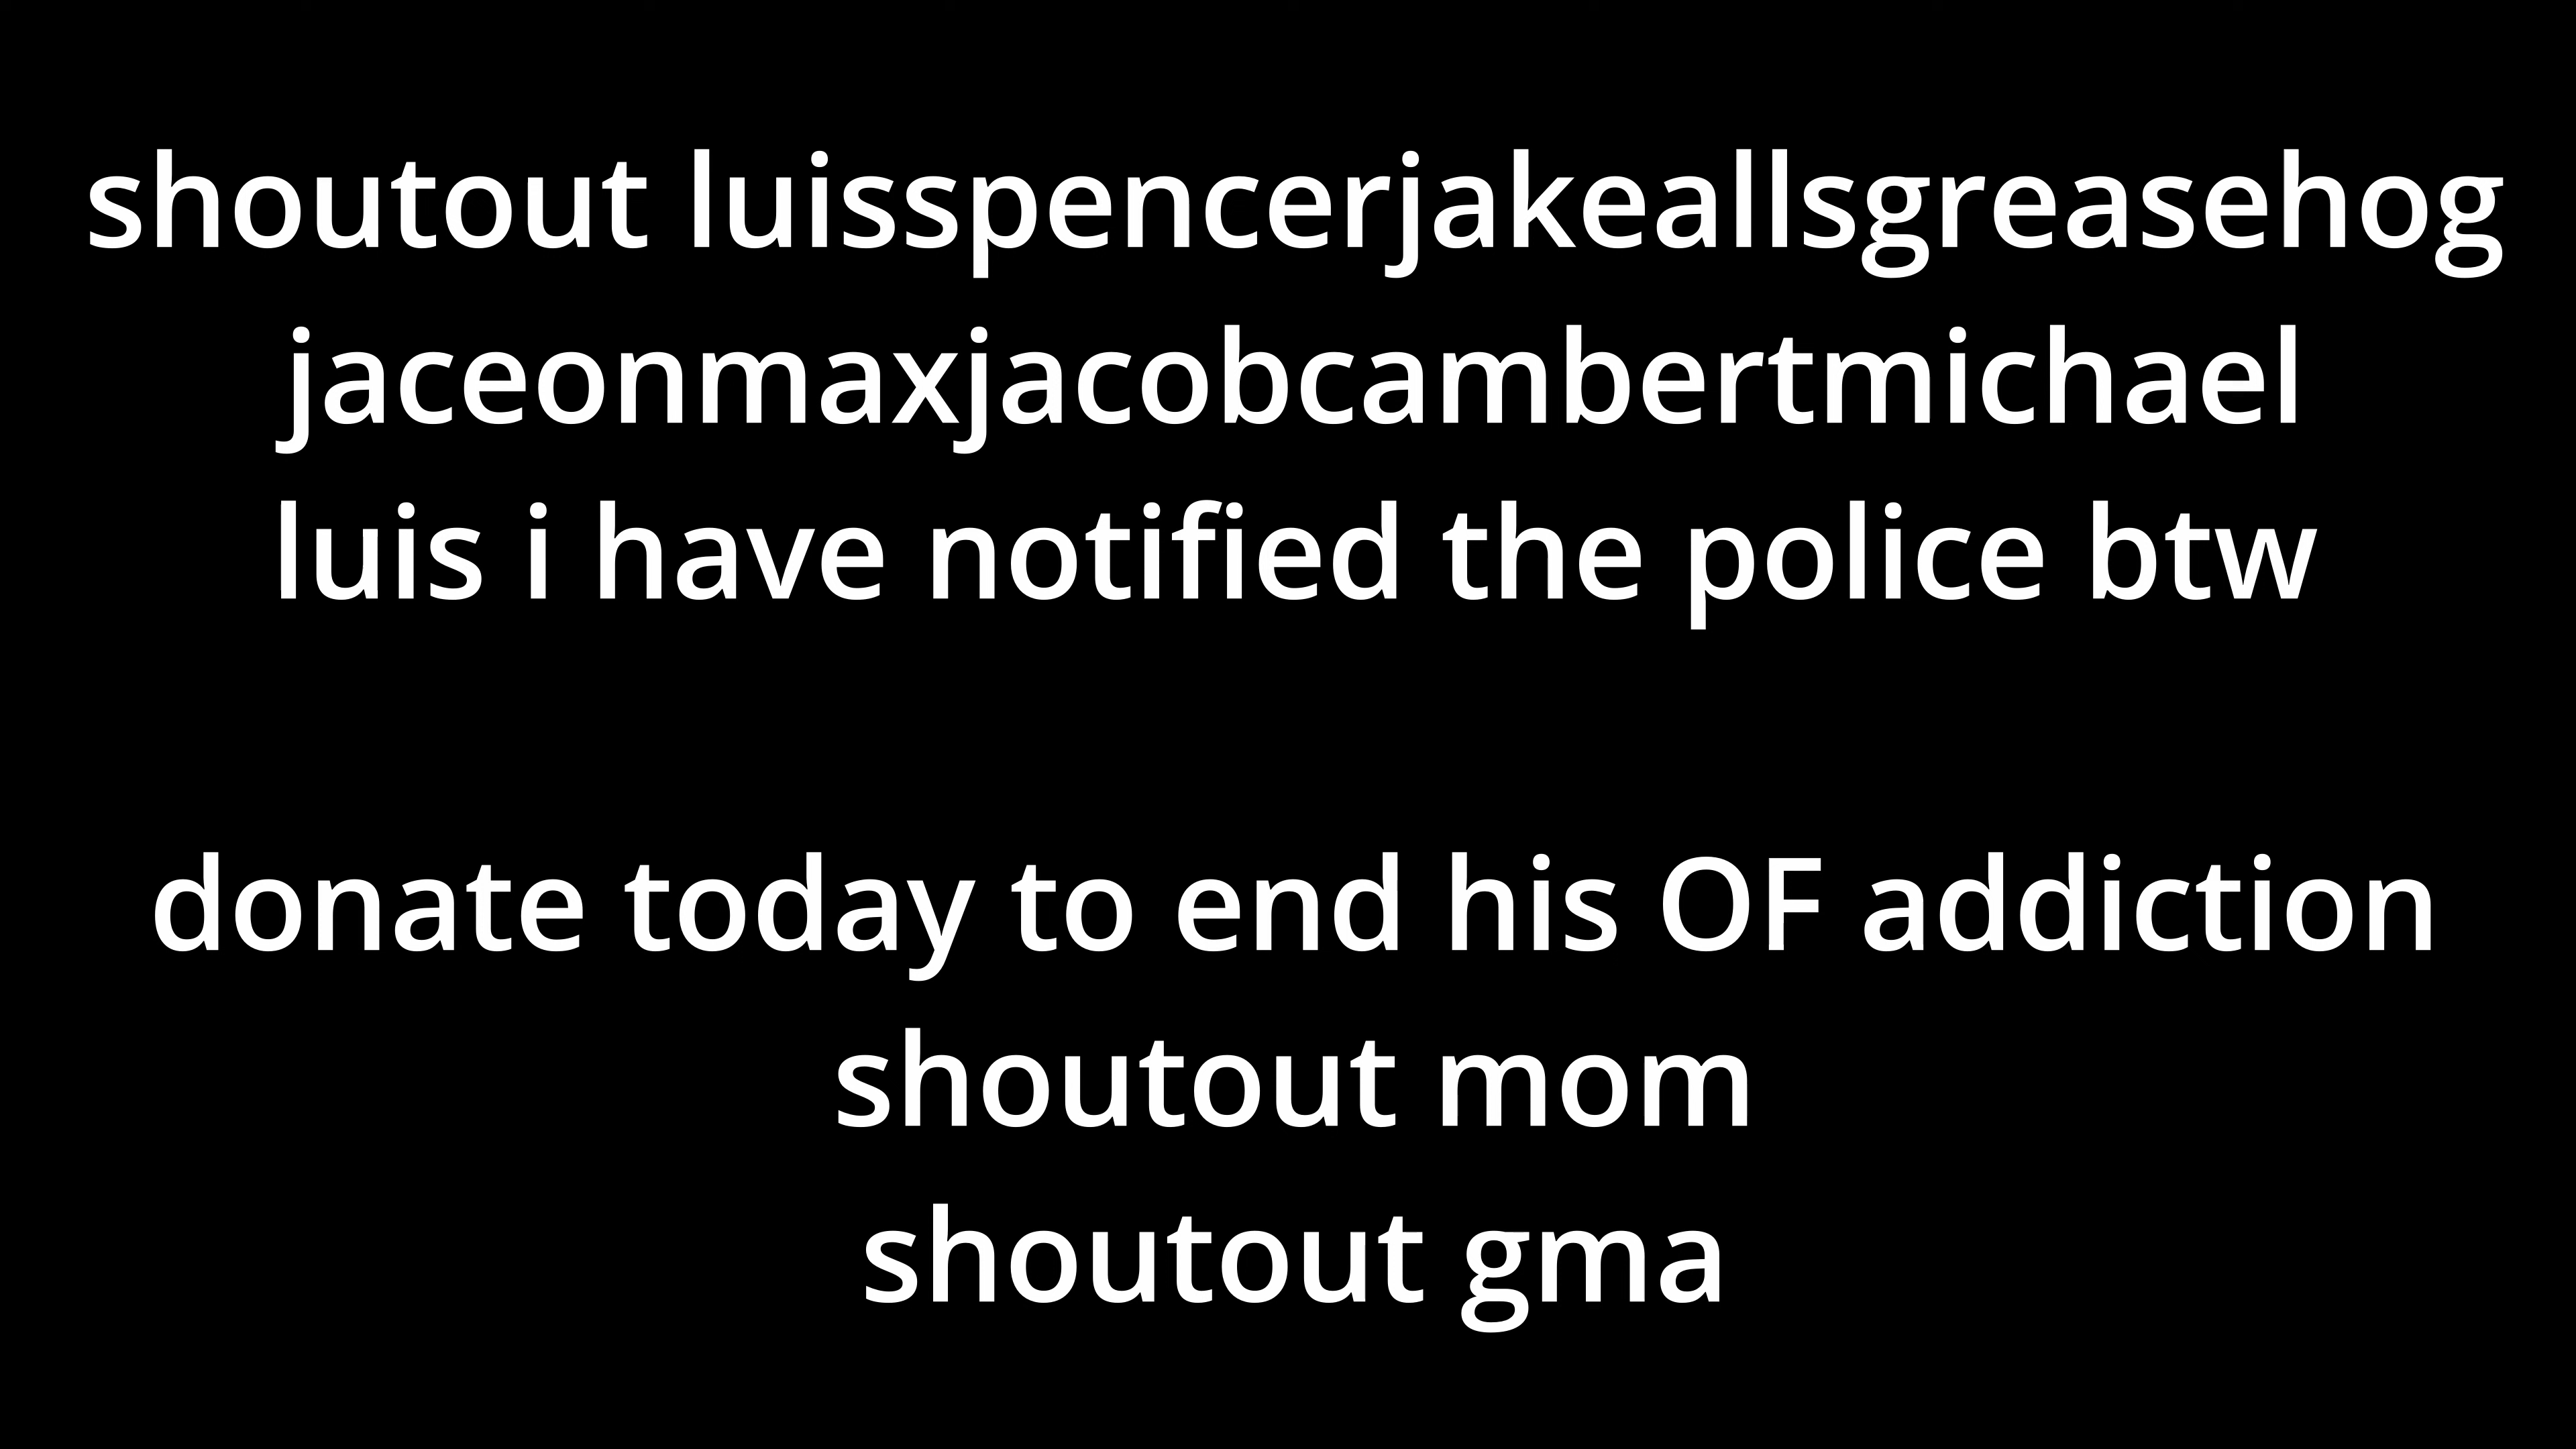 shoutout luisspencerjakeallsgreasehog
jaceonmaxjacobcambertmichael
luis i have notified the police btw
donate today to end his OF addiction
shoutout mom
shoutout gma